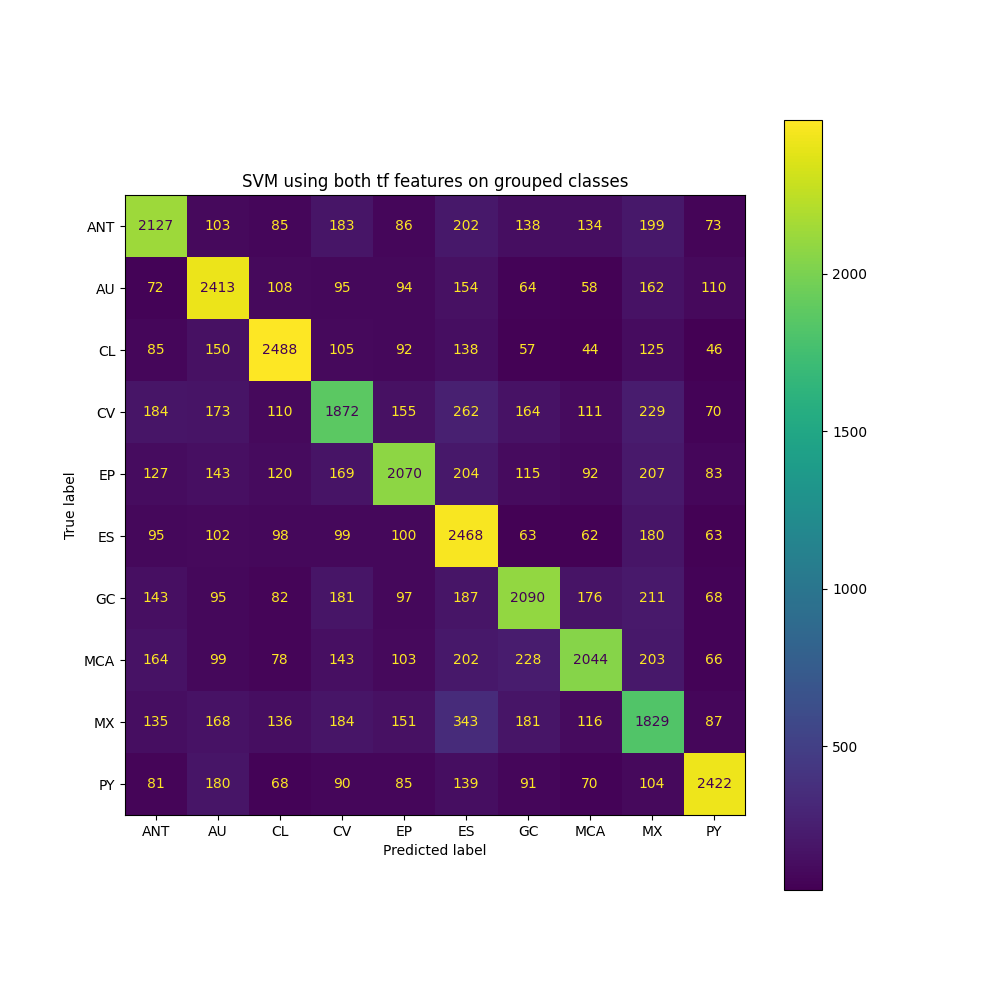 SVM using both tf features on grouped classes
ANT 2127 103 85 183 86 202 138 134 199 73
AU 72 2413 108 95 94 154 64 58 162 110
CL 85 150 2488 105 92 138 57 44 125 46
CV 184 173 110 1872 155 262 164 111 229 70
EP 127 143 120 169 2070 204 115 92 207 83
ES 95 102 98 99 100 2468 63 62 180 63
GC 143 95 82 181 97 187 2090 176 211 68
MCA 164 99 78 143 103 202 228 2044 203 66
MX 135 168 136 184 151 343 181 116 1829 87
PY 81 180 68 90 85 139 91 70 104 2422
ANT AU CL CV EP ES GC MCA MX PY
Predicted label
True label
2000
1500
1000
500